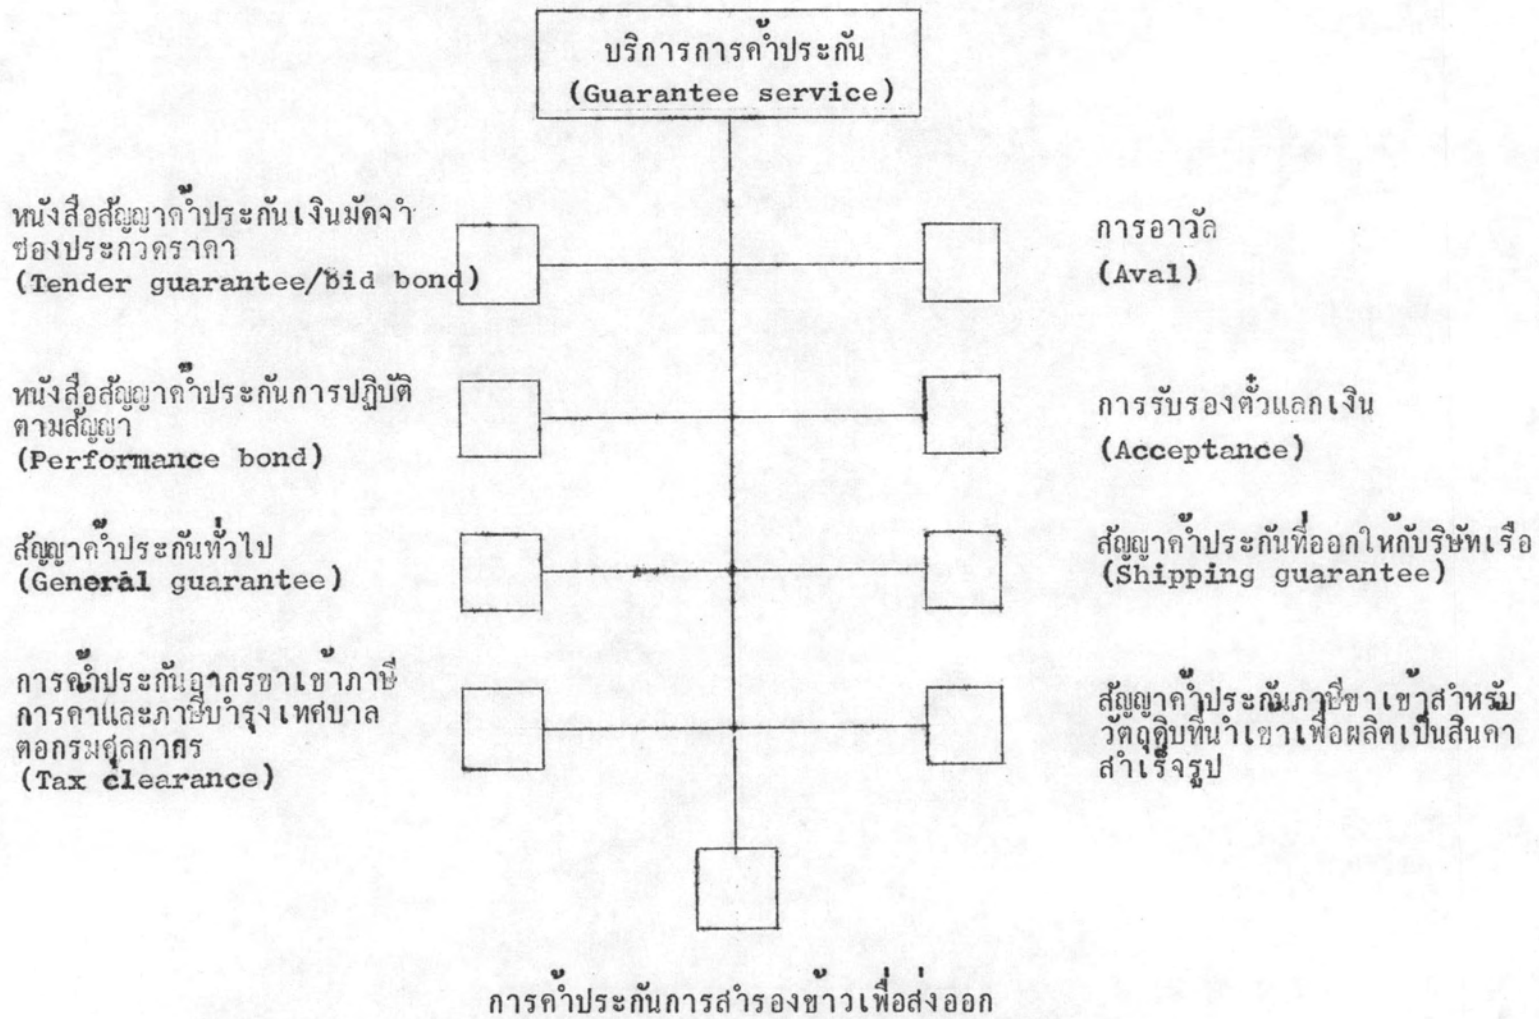 บริการการค้ำประกัน
(Guarantee service)
หนังสือสัญญาค้ำประกันเงินมัดจำ
ซองประกวดราคา
(Tender guarantee/Bid bond)
การอาวัล
(Aval)
หนังสือสัญญาค้ำประกันการปฏิบัติ
ตามสัญญา
(Performance bond)
การรับรองตั๋วแลกเงิน
(Acceptance)
สัญญาค้ำประกันทั่วไป
(General guarantee)
สัญญาค้ำประกันที่ออกให้กับบริษัทเรือ
(Shipping guarantee)
การค้ำประกันอากรขาเข้าภาษี
การค้าและภาษีบำรุงเทศบาล
ต่อกรมศุลกากร
(Tax clearance)
สัญญาค้ำประกันภาษีขาเข้าสำหรับ
วัตถุดิบที่นำเข้าเพื่อผลิตเป็นสินค้า
สำเร็จรูป
การค้ำประกันการสำรองข้าวเพื่อส่งออก